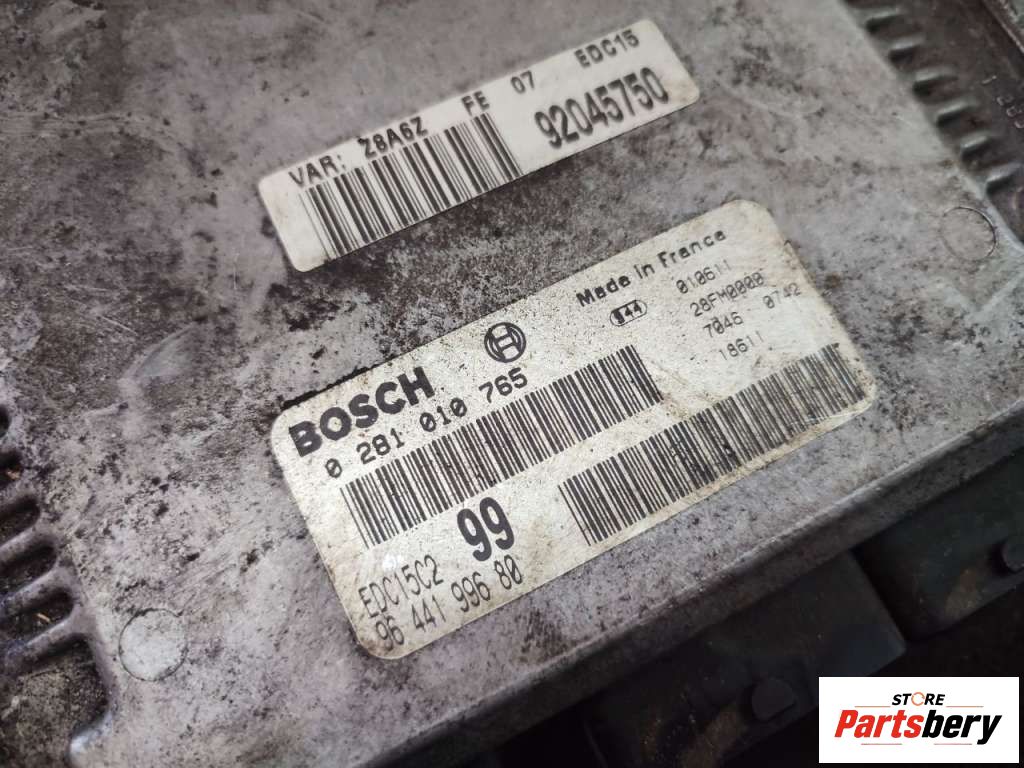 VAR: Z8A6Z FE 07 EDC15
92045750
Made in France
BOSCH
0 281 010 765
010611
28FM0000
7046 0742
18611
99
EDC15C2
96 441 996 80
STORE
Partsbery